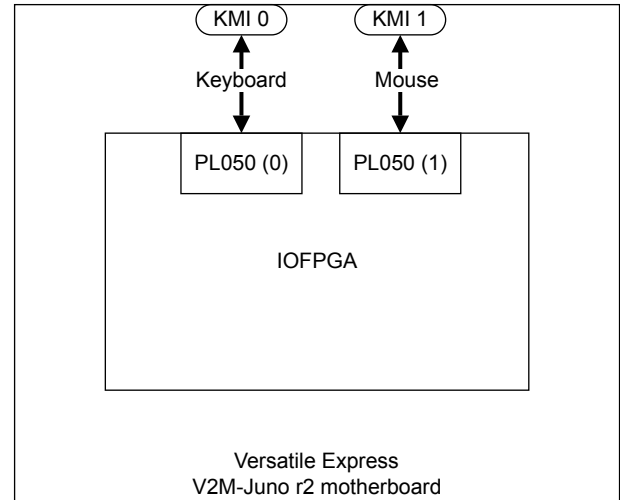 KMI 0
KMI 1
Keyboard
Mouse
PL050 (0)
PL050 (1)
IOFPGA
Versatile Express
V2M-Juno r2 motherboard